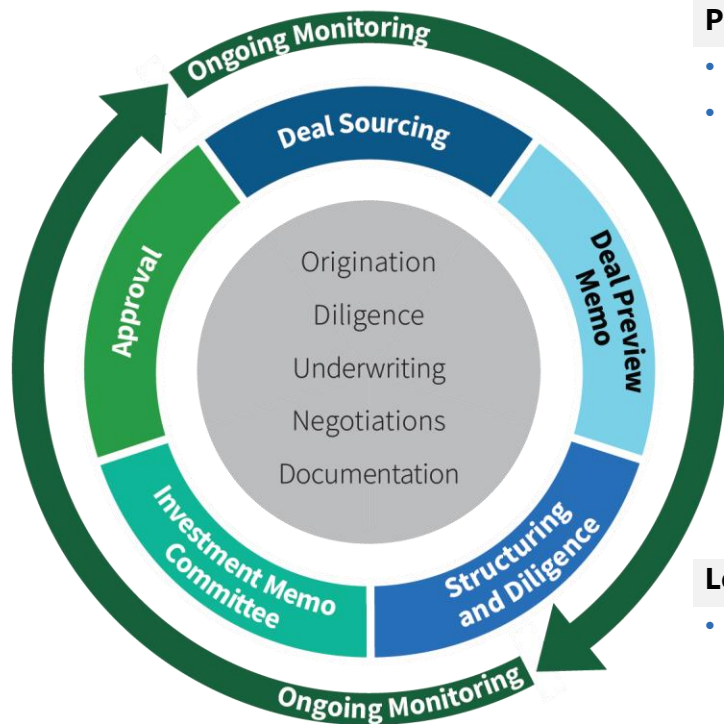 Ongoing Monitoring
Deal Sourcing
Deal Preview
Memo
Structuring
and Diligence
Investment Memo
Committee
Approval
Origination
Diligence
Underwriting
Negotiations
Documentation
Ongoing Monitoring